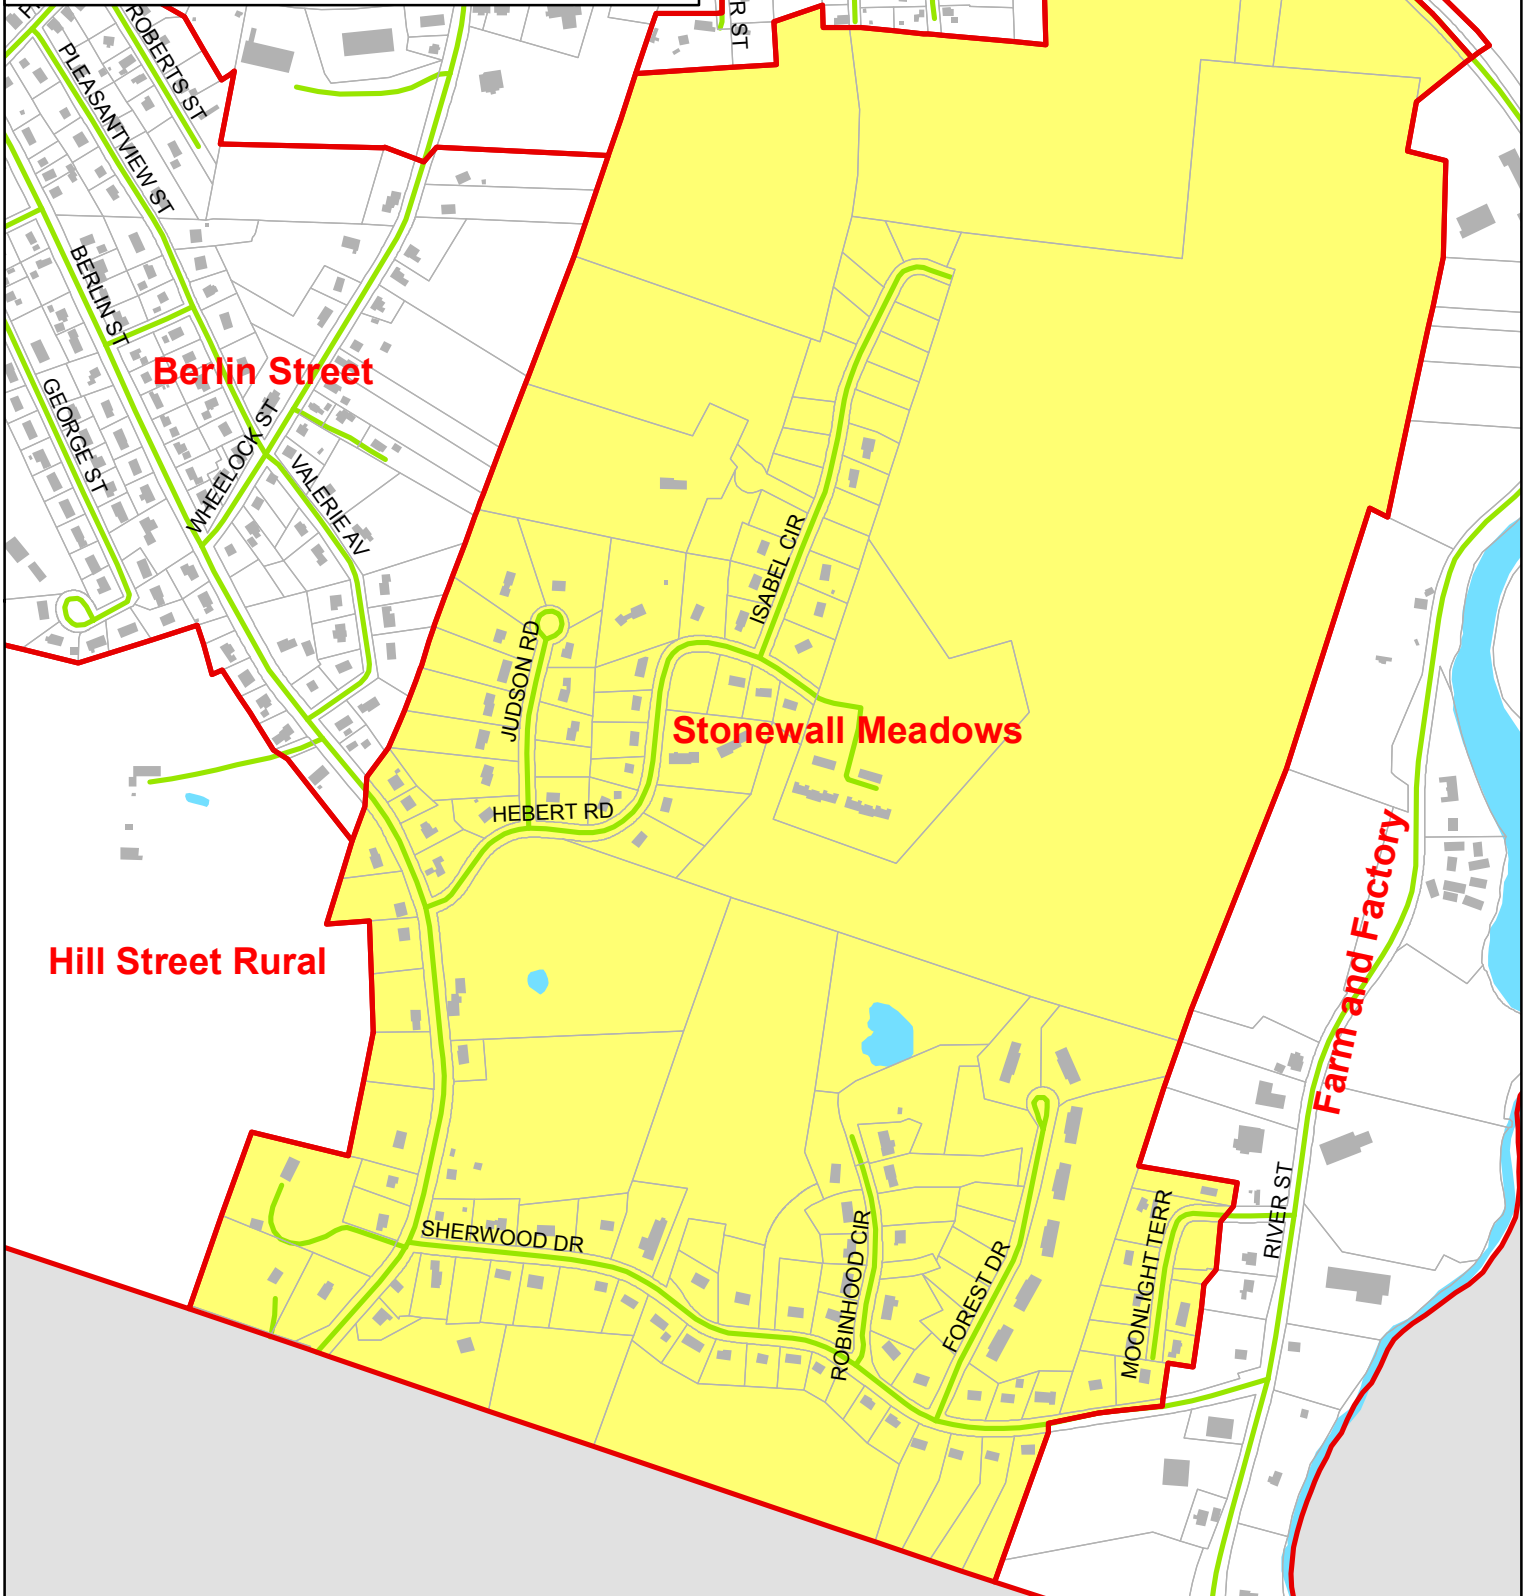 R ST
ROBERTS ST
PLEASANTVIEW ST
BERLIN ST
Berlin Street
GEORGE ST
WHEELOCK ST
VALERIE AV
ISABEL CIR
JUDSON RD
Stonewall Meadows
HEBERT RD
Hill Street Rural
Farm and Factory
RIVER ST
SHERWOOD DR
ROBINHOOD CIR
FOREST DR
MOONLIGHT TERR